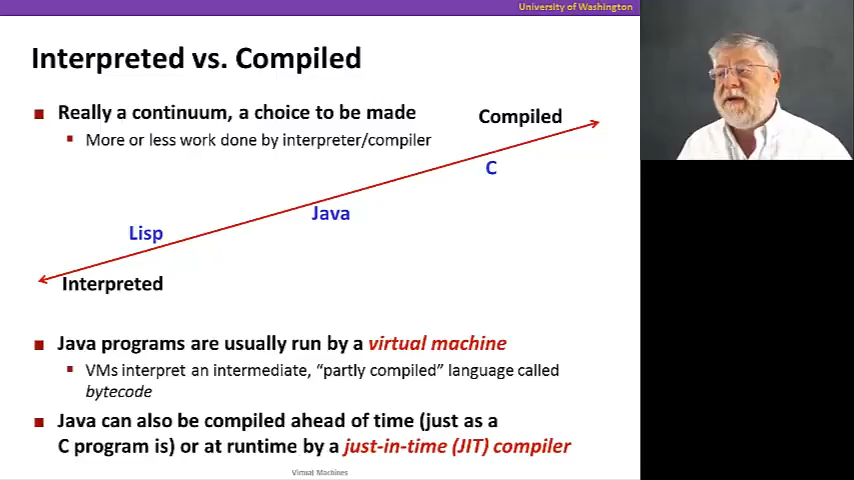 University of Washington
Interpreted vs. Compiled
Really a continuum, a choice to be made
More or less work done by interpreter/compiler
Compiled
C
Java
Lisp
Interpreted
Java programs are usually run by a virtual machine
VMs interpret an intermediate, “partly compiled” language called
bytecode
Java can also be compiled ahead of time (just as a
C program is) or at runtime by a just-in-time (JIT) compiler
Virtual Machines